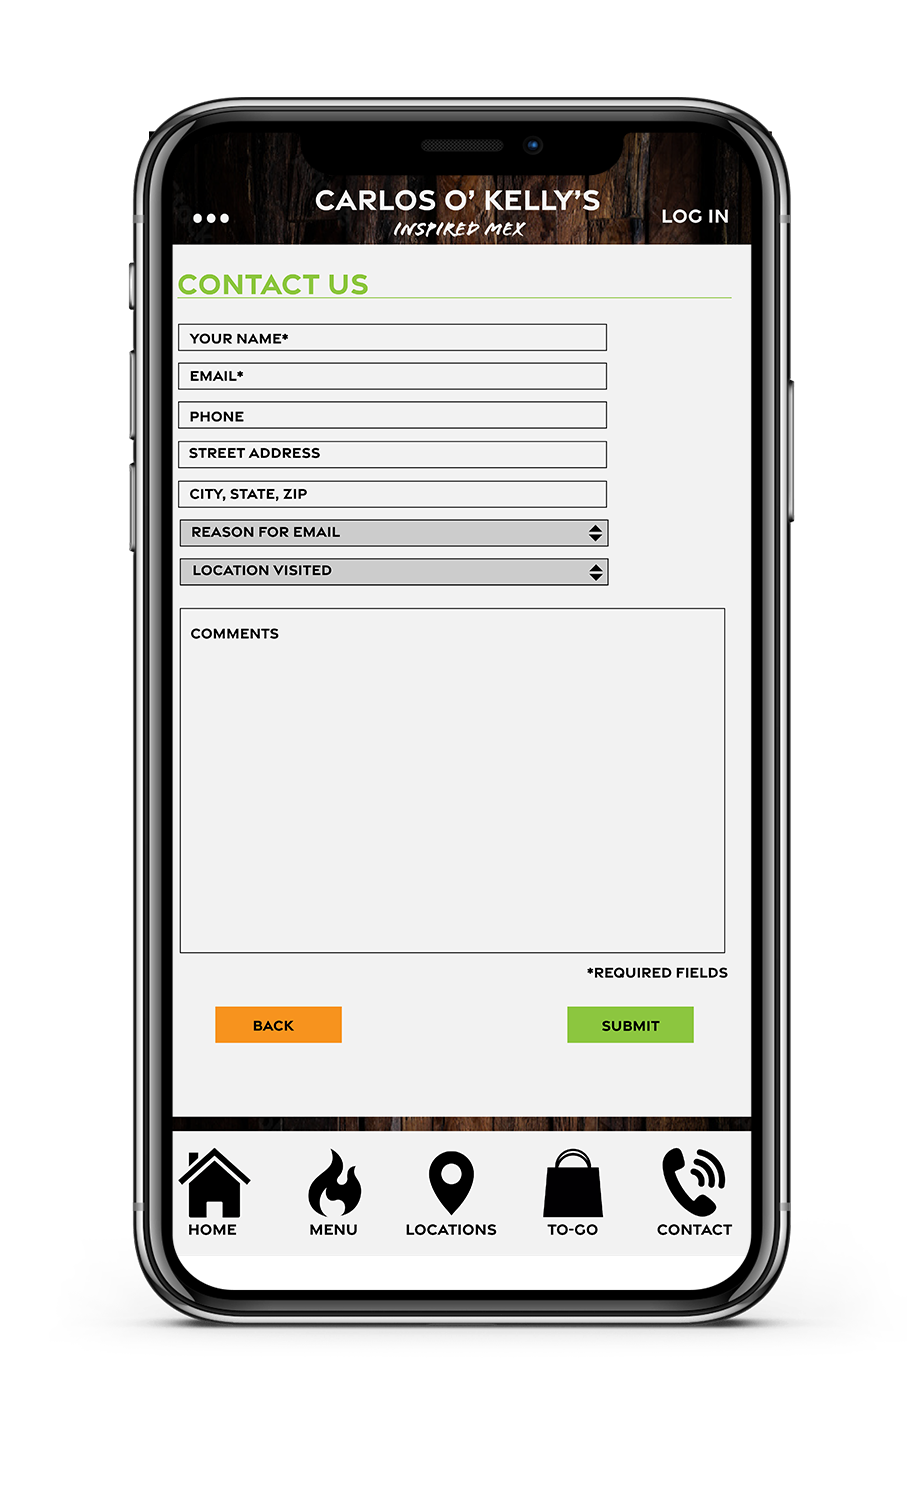 CARLOS O' KELLY'S
INSPIRED MEX
LOG IN
CONTACT US
YOUR NAME*
EMAIL*
PHONE
STREET ADDRESS
CITY, STATE, ZIP
REASON FOR EMAIL
LOCATION VISITED
COMMENTS
*REQUIRED FIELDS
BACK
SUBMIT
HOME
MENU
LOCATIONS
TO-GO
CONTACT